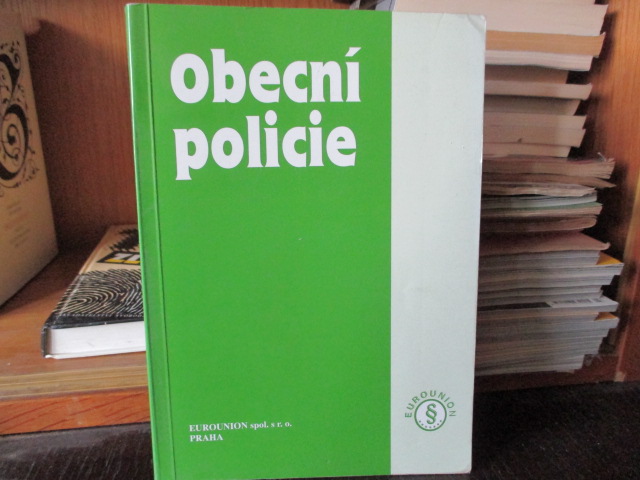 Obecní
policie
EUROUNION spol. s r. o.
PRAHA
EUROUNION
§